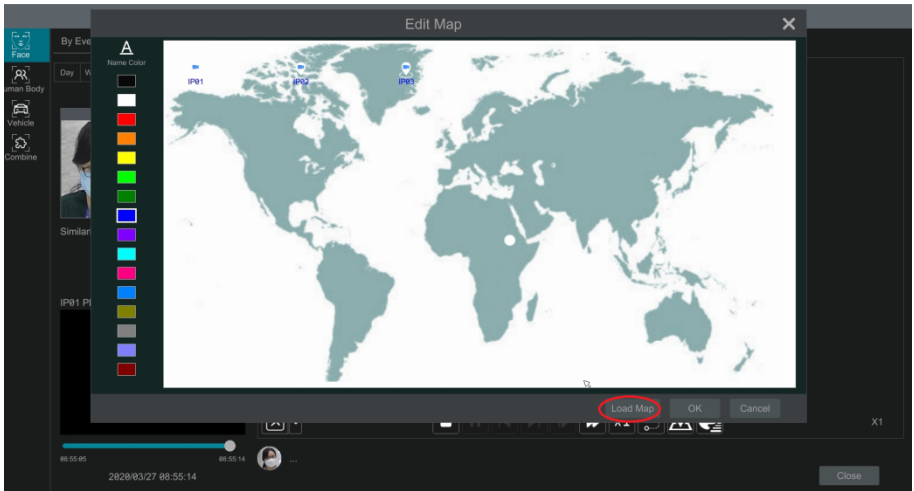 Edit Map
Face
Human Body
Vehicle
Combine
By Eve
Day W
A
Name Color
IP01
IP02
IP03
Similar
IP01 Pl
Load Map
OK
Cancel
X1
X1
08:55:05
08:55:14
2020/03/27 08:55:14
...
Close